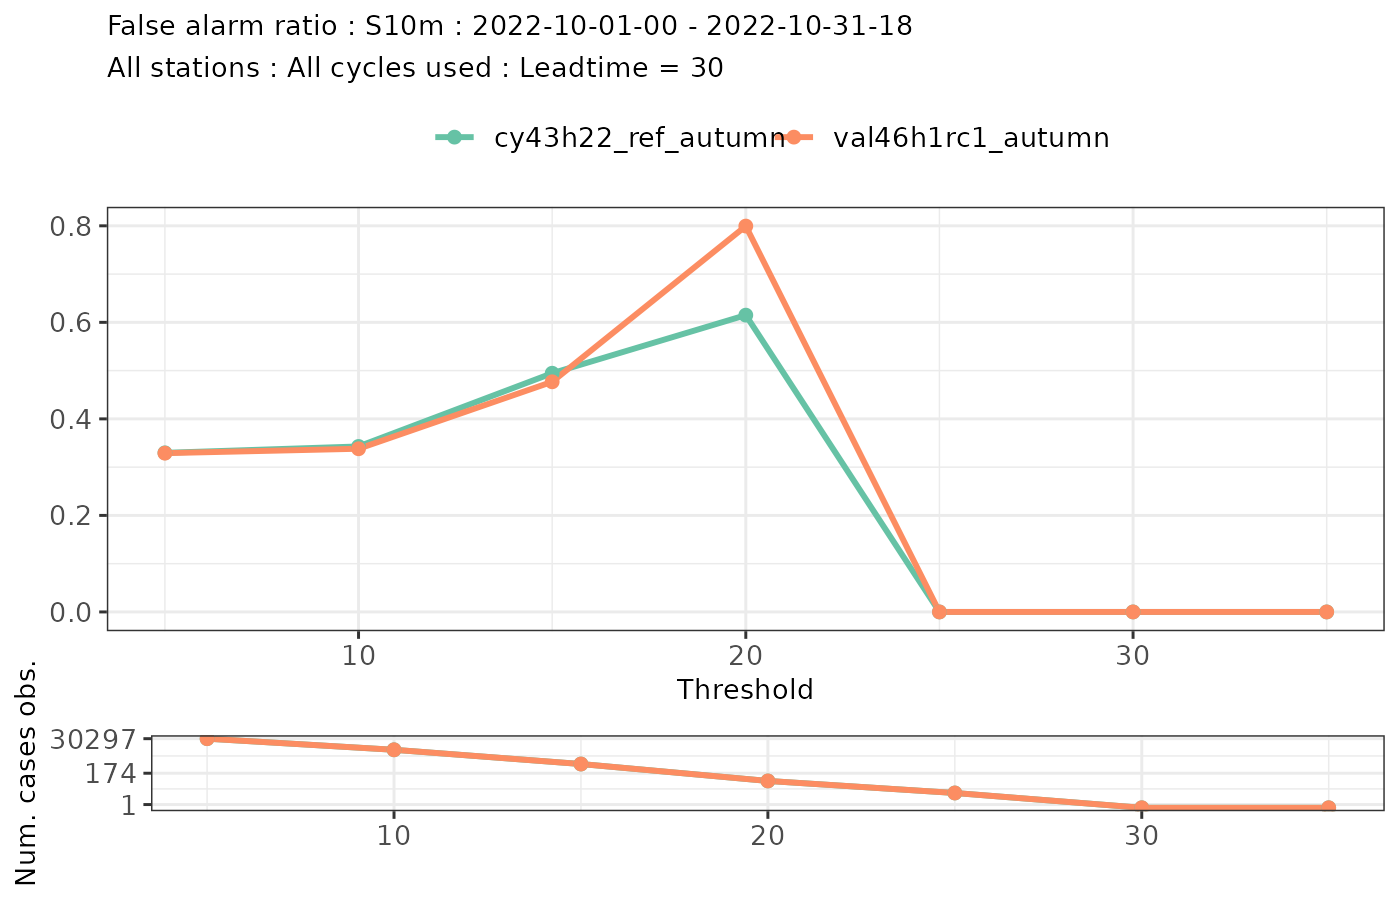 False alarm ratio : S10m : 2022-10-01-00 - 2022-10-31-18
All stations : All cycles used : Leadtime = 30
cy43h22_ref_autumn val46h1rc1_autumn
0.8
0.6
0.4
0.2
0.0
10 20 30
Threshold
Num. cases obs.
30297
174
1
10 20 30